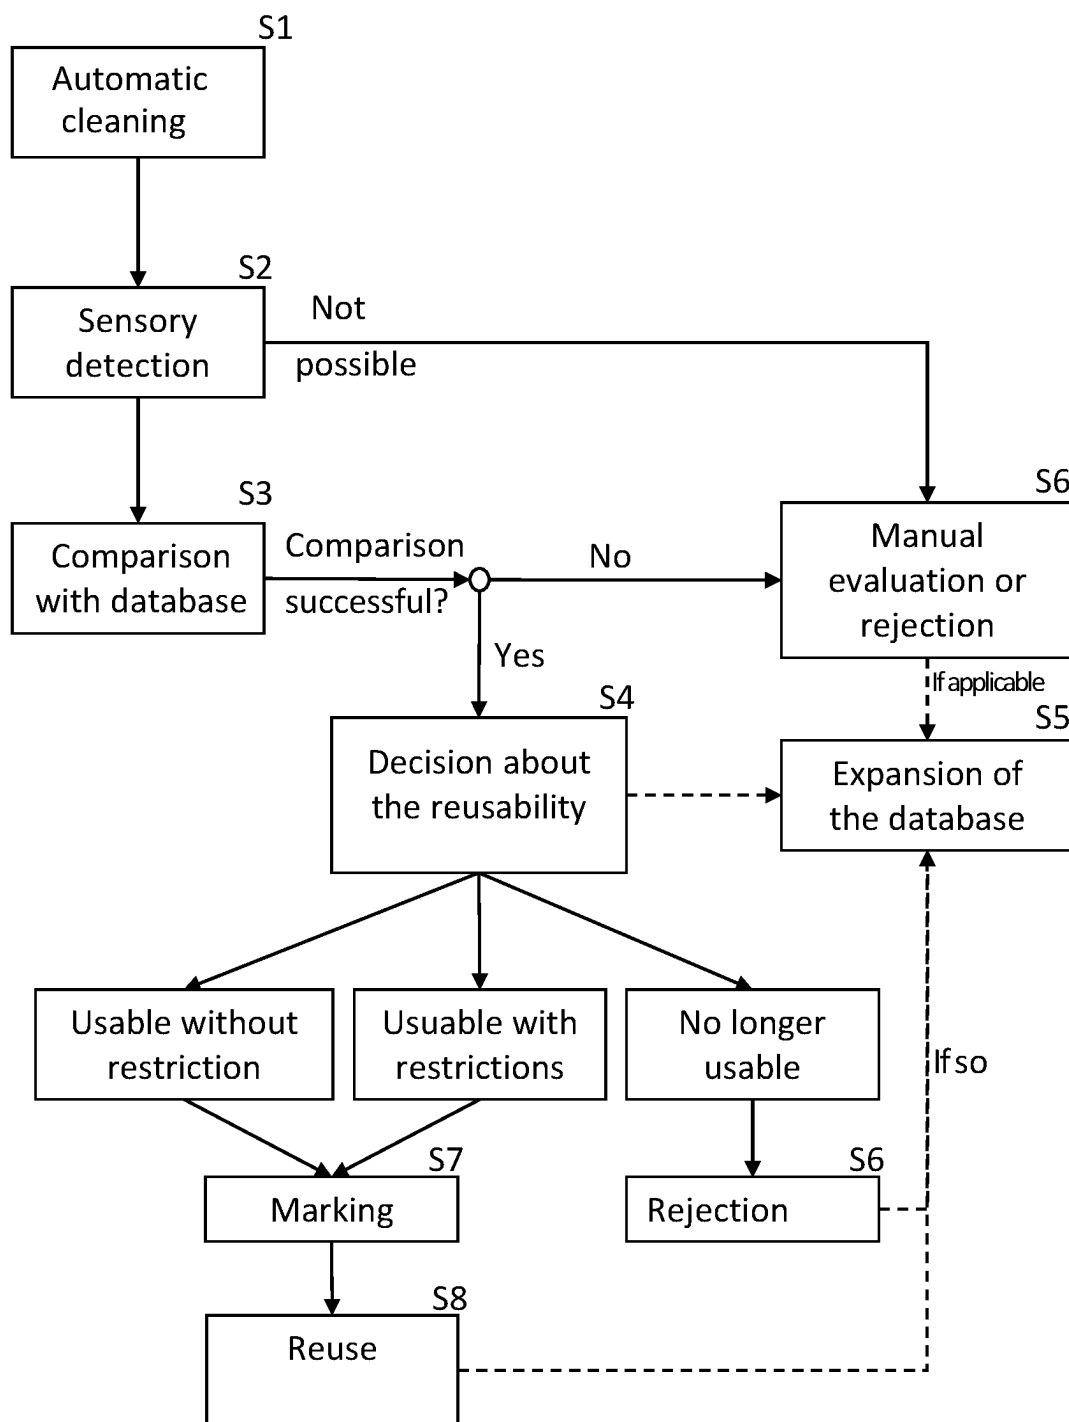 S1
Automatic
cleaning
S2
Sensory
detection
Not
possible
S3
Comparison
with database
Comparison
successful?
No
Yes
S6
Manual
evaluation or
rejection
If applicable
S4
Decision about
the reusability
S5
Expansion of
the database
Usable without
restriction
Usuable with
restrictions
No longer
usable
If so
S7
Marking
S6
Rejection
S8
Reuse